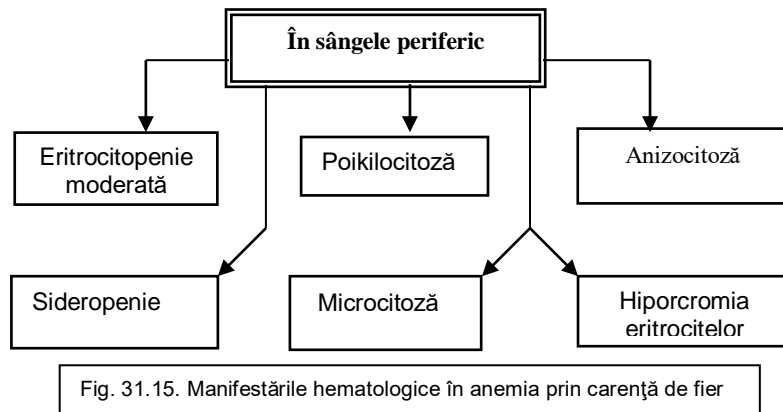 În sângele periferic
Eritrocitopenie
moderată
Poikilocitoză
Anizocitoză
Sideropenie
Microcitoză
Hiporcromia
eritrocitelor
Fig. 31.15. Manifestările hematologice în anemia prin carenţă de fier